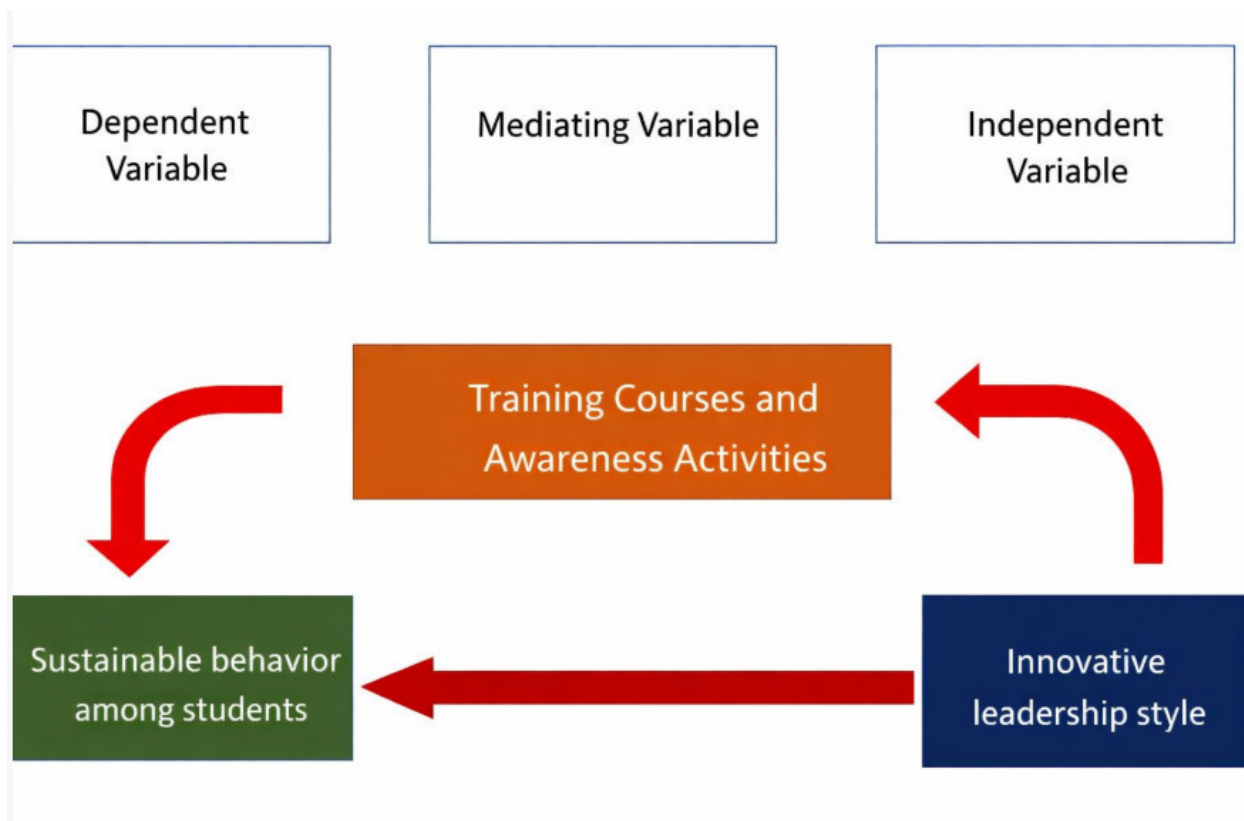 Dependent
Variable
Mediating Variable
Independent
Variable
Training Courses and
Awareness Activities
Sustainable behavior
among students
Innovative
leadership style